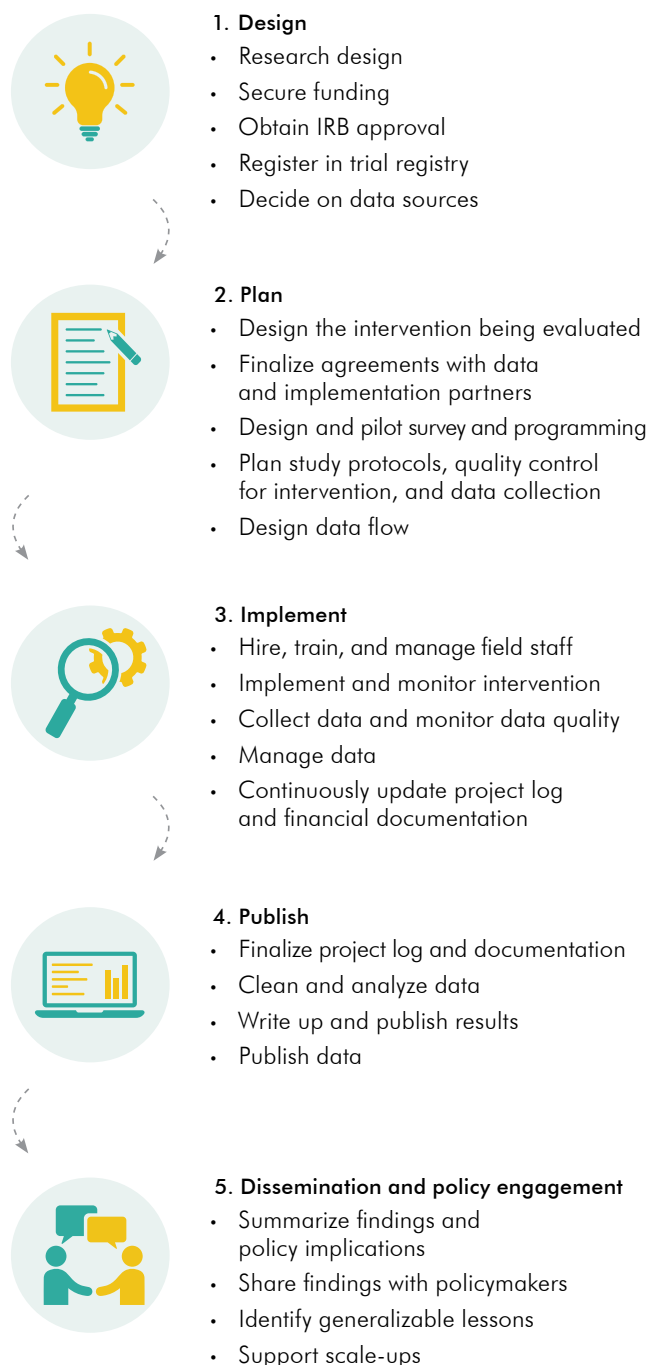 1. Design
• Research design
• Secure funding
• Obtain IRB approval
• Register in trial registry
• Decide on data sources
2. Plan
• Design the intervention being evaluated
• Finalize agreements with data
and implementation partners
• Design and pilot survey and programming
• Plan study protocols, quality control
for intervention, and data collection
• Design data flow
3. Implement
• Hire, train, and manage field staff
• Implement and monitor intervention
• Collect data and monitor data quality
• Manage data
• Continuously update project log
and financial documentation
4. Publish
• Finalize project log and documentation
• Clean and analyze data
• Write up and publish results
• Publish data
5. Dissemination and policy engagement
• Summarize findings and
policy implications
• Share findings with policymakers
• Identify generalizable lessons
• Support scale-ups